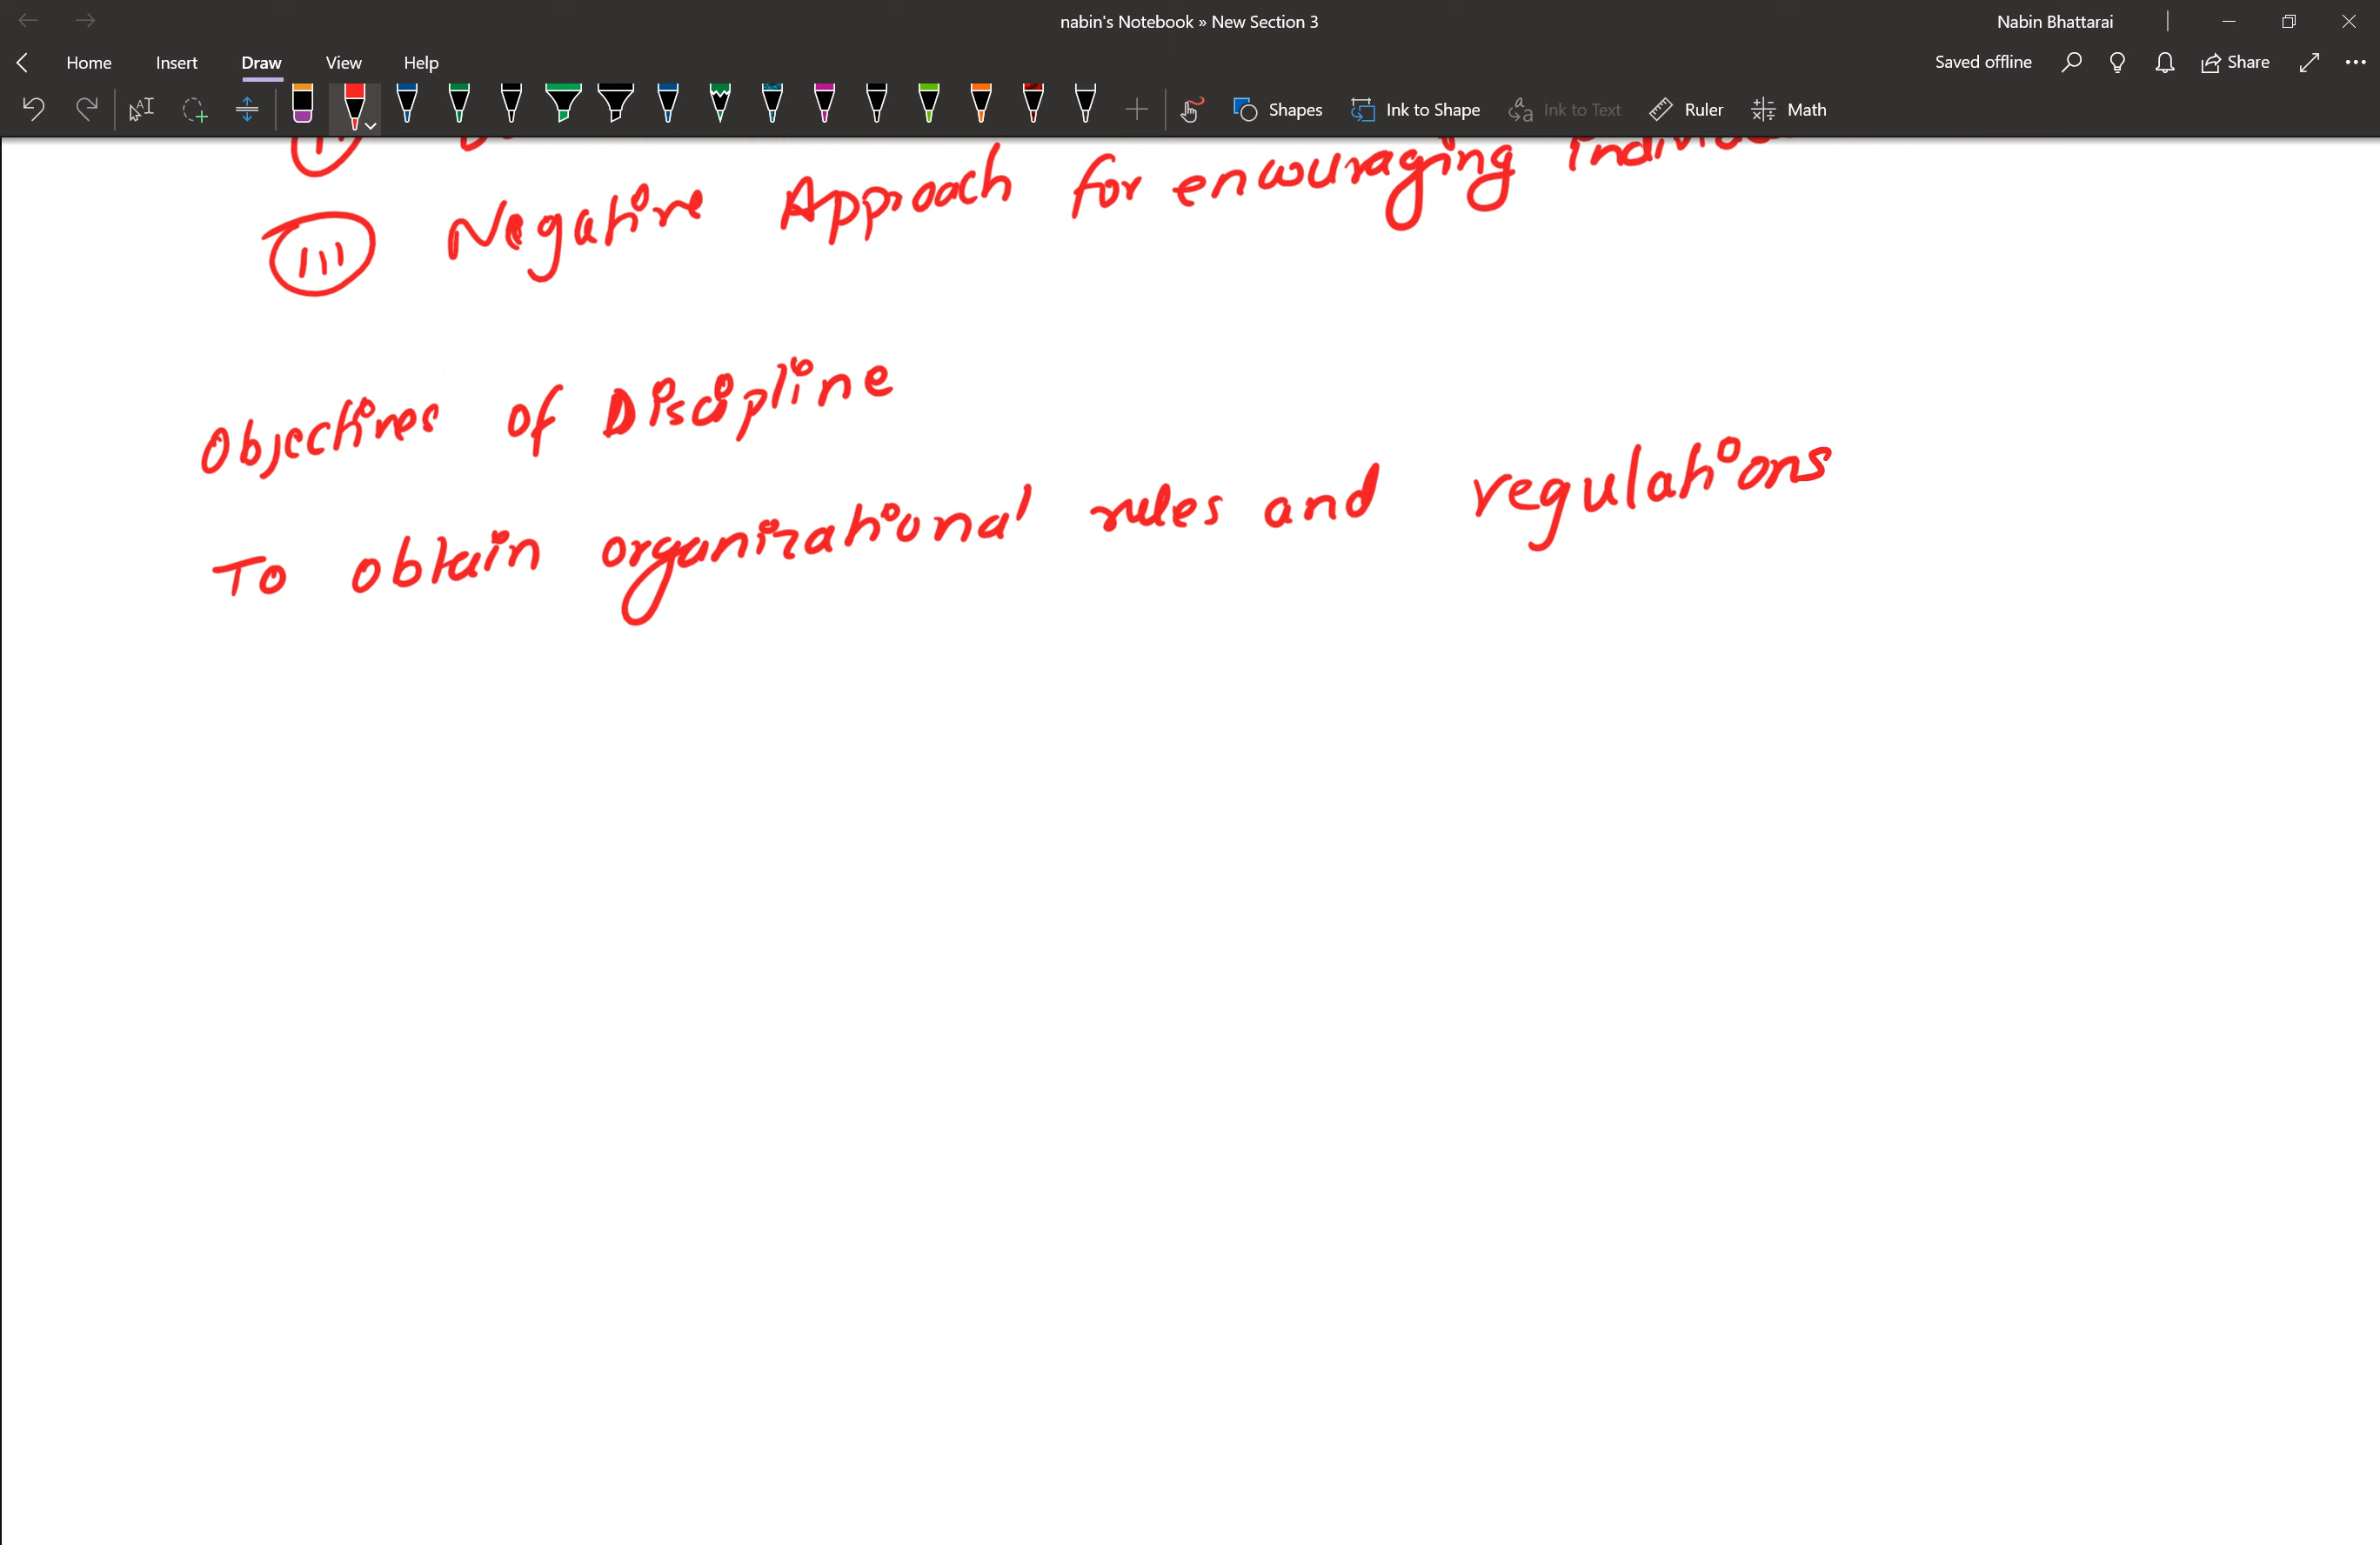 nabin's Notebook » New Section 3
Nabin Bhattarai
Home Insert Draw View Help
Saved offline
Share
Shapes Ink to Shape Ink to Text Ruler Math
III Negative Approach for encouraging
Objectives of Discipline
To obtain organizational rules and regulations